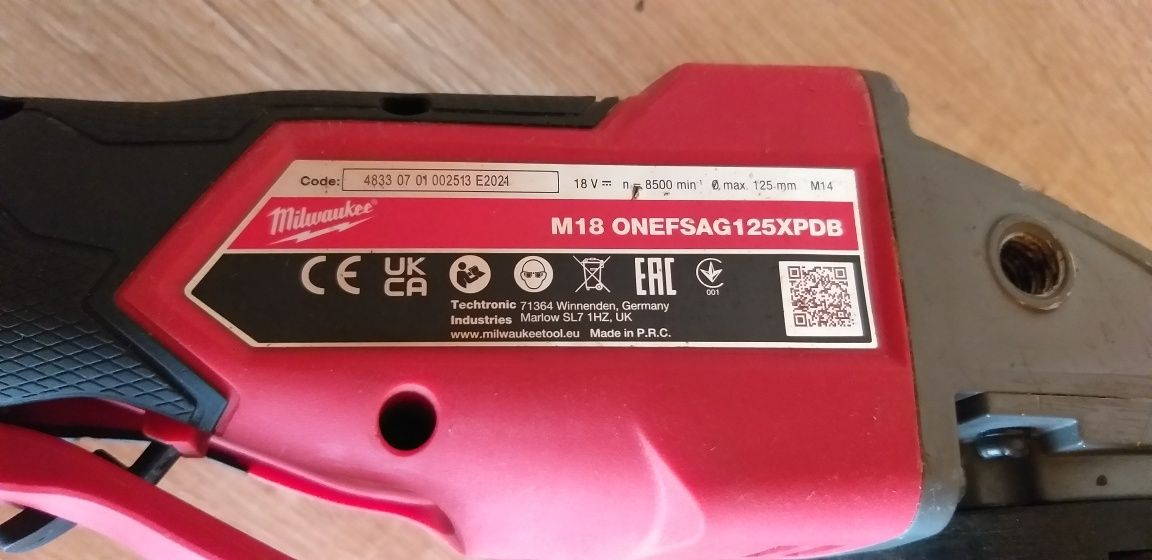 Code: 4833 07 01 002513 E2021 18 V n = 8500 min-¹ Ø max. 125 mm M14
Milwaukee
M18 ONEFSAG125XPDB
CE UK CA EAC 001
Techtronic Industries
71364 Winnenden, Germany
Marlow SL7 1HZ, UK
www.milwaukeetool.eu Made in P.R.C.